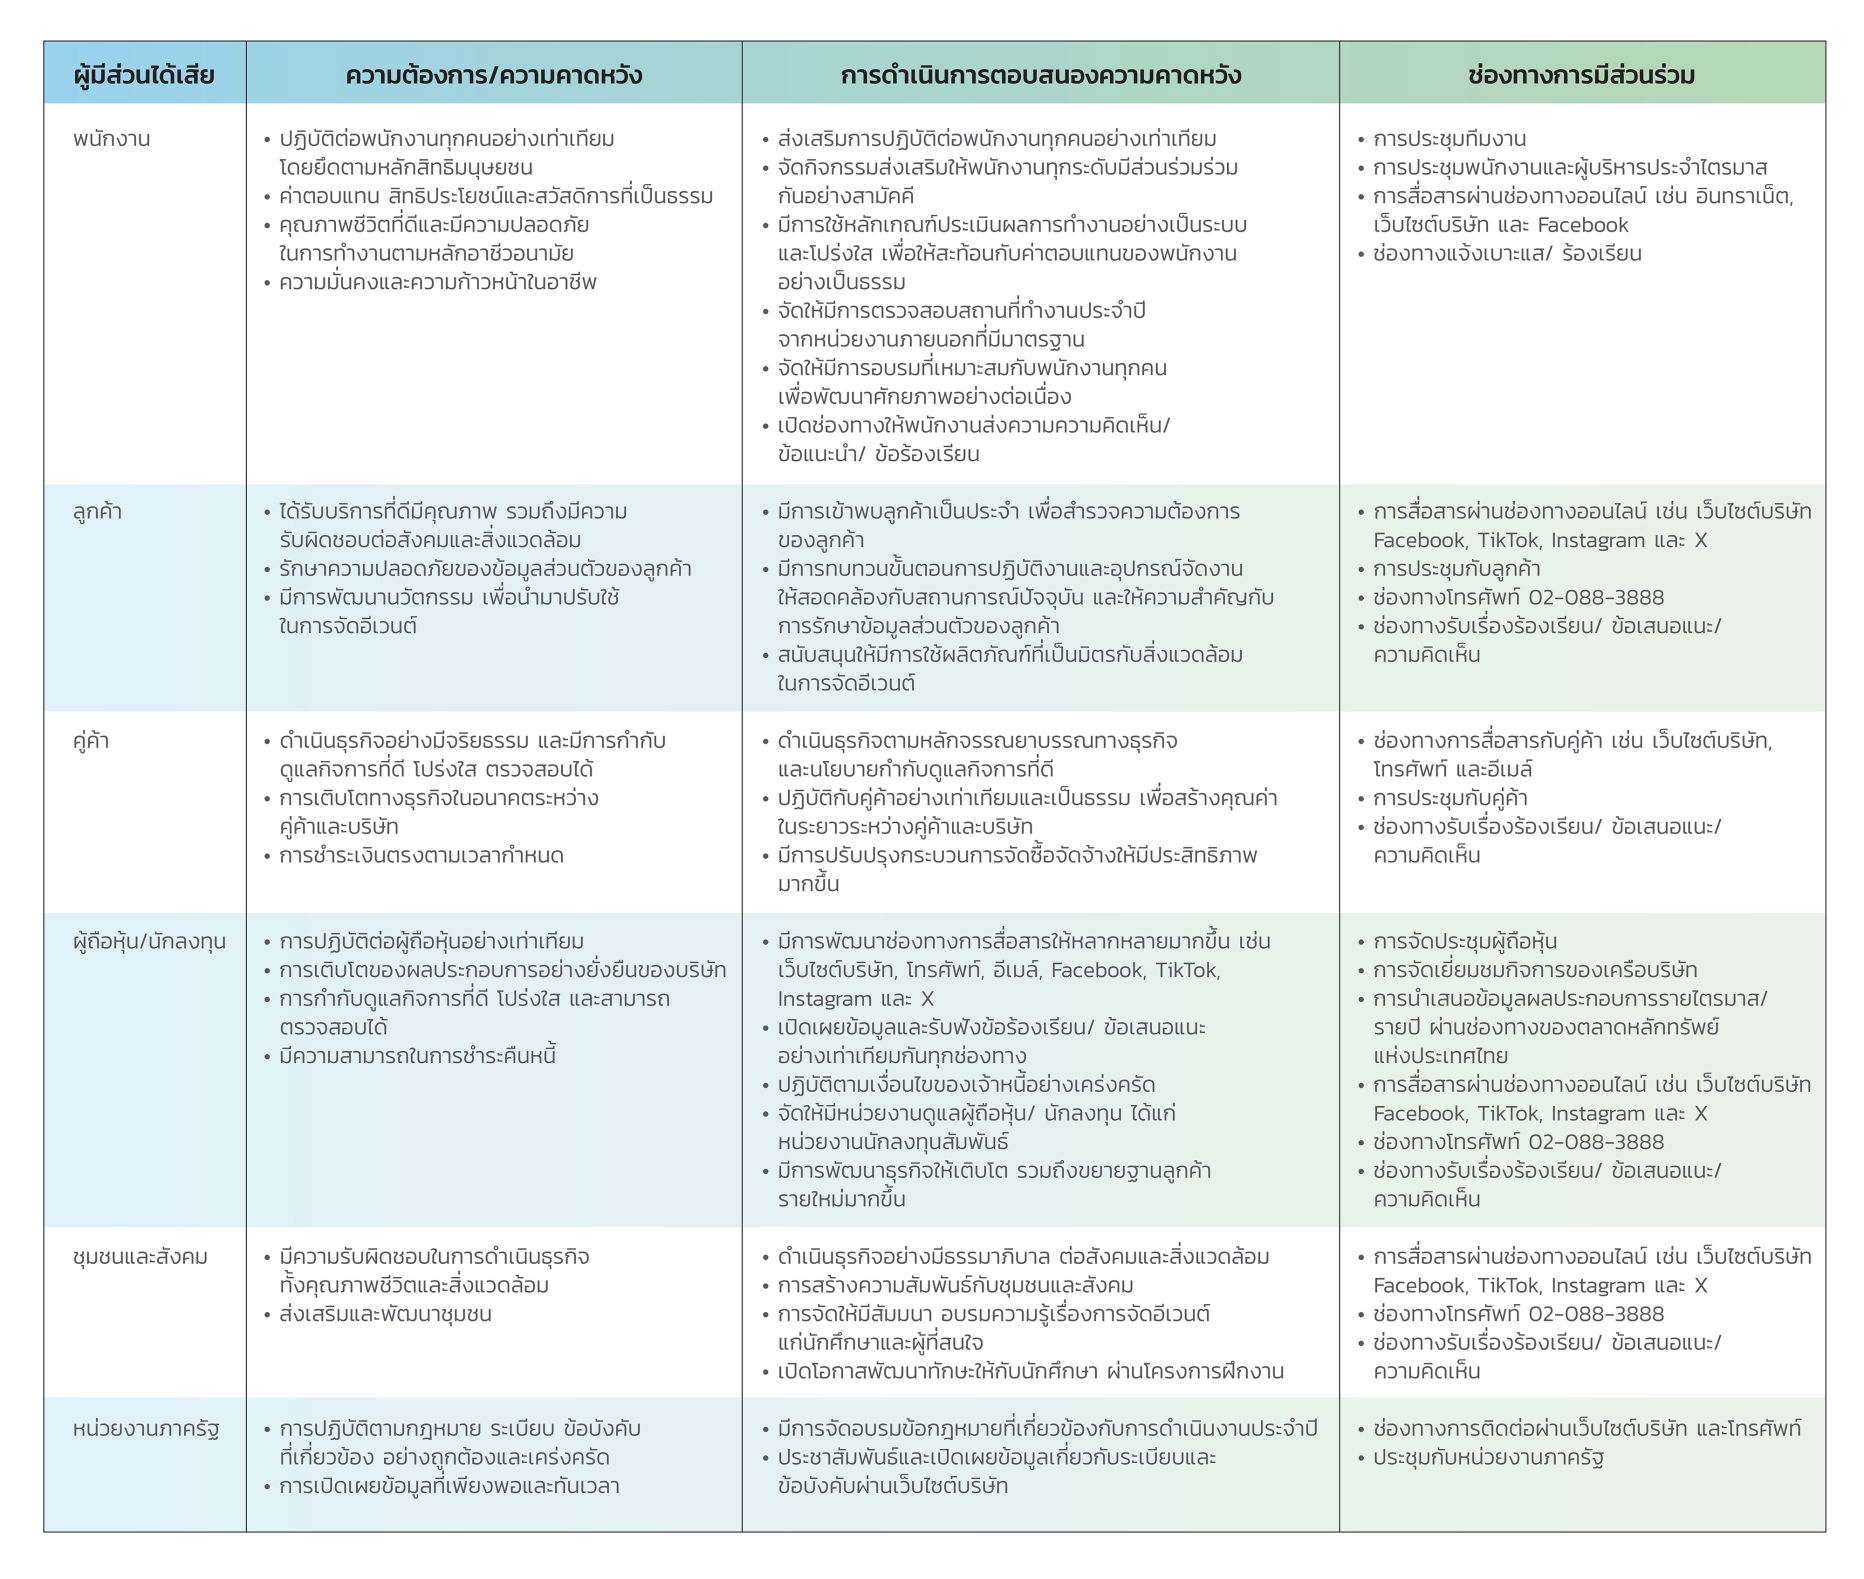 ผู้มีส่วนได้เสีย
ความต้องการ/ความคาดหวัง
การดำเนินการตอบสนองความคาดหวัง
ช่องทางการมีส่วนร่วม
พนักงาน
• ปฏิบัติต่อพนักงานทุกคนอย่างเท่าเทียม
โดยยึดตามหลักสิทธิมนุษยชน
• ค่าตอบแทน สิทธิประโยชน์และสวัสดิการที่เป็นธรรม
• คุณภาพชีวิตที่ดีและมีความปลอดภัย
ในการทำงานตามหลักอาชีวอนามัย
• ความมั่นคงและความก้าวหน้าในอาชีพ
• ส่งเสริมการปฏิบัติต่อพนักงานทุกคนอย่างเท่าเทียม
• จัดกิจกรรมส่งเสริมให้พนักงานทุกระดับมีส่วนร่วมร่วม
กันอย่างสามัคคี
• มีการใช้หลักเกณฑ์ประเมินผลการทำงานอย่างเป็นระบบ
และโปร่งใส เพื่อให้สะท้อนกับค่าตอบแทนของพนักงาน
อย่างเป็นธรรม
• จัดให้มีการตรวจสอบสถานที่ทำงานประจำปี
จากหน่วยงานภายนอกที่มีมาตรฐาน
• จัดให้มีการอบรมที่เหมาะสมกับพนักงานทุกคน
เพื่อพัฒนาศักยภาพอย่างต่อเนื่อง
• เปิดช่องทางให้พนักงานส่งความความคิดเห็น/
ข้อแนะนำ/ ข้อร้องเรียน
• การประชุมทีมงาน
• การประชุมพนักงานและผู้บริหารประจำไตรมาส
• การสื่อสารผ่านช่องทางออนไลน์ เช่น อินทราเน็ต,
เว็บไซต์บริษัท และ Facebook
• ช่องทางแจ้งเบาะแส/ ร้องเรียน
ลูกค้า
• ได้รับบริการที่ดีมีคุณภาพ รวมถึงมีความ
รับผิดชอบต่อสังคมและสิ่งแวดล้อม
• รักษาความปลอดภัยของข้อมูลส่วนตัวของลูกค้า
• มีการพัฒนานวัตกรรม เพื่อนำมาปรับใช้
ในการจัดอีเวนต์
• มีการเข้าพบลูกค้าเป็นประจำ เพื่อสำรวจความต้องการ
ของลูกค้า
• มีการทบทวนขั้นตอนการปฏิบัติงานและอุปกรณ์จัดงาน
ให้สอดคล้องกับสถานการณ์ปัจจุบัน และให้ความสำคัญกับ
การรักษาข้อมูลส่วนตัวของลูกค้า
• สนับสนุนให้มีการใช้ผลิตภัณฑ์ที่เป็นมิตรกับสิ่งแวดล้อม
ในการจัดอีเวนต์
• การสื่อสารผ่านช่องทางออนไลน์ เช่น เว็บไซต์บริษัท
Facebook, TikTok, Instagram และ X
• การประชุมกับลูกค้า
• ช่องทางโทรศัพท์ 02-088-3888
• ช่องทางรับเรื่องร้องเรียน/ ข้อเสนอแนะ/
ความคิดเห็น
คู่ค้า
• ดำเนินธุรกิจอย่างมีจริยธรรม และมีการกำกับ
ดูแลกิจการที่ดี โปร่งใส ตรวจสอบได้
• การเติบโตทางธุรกิจในอนาคตระหว่าง
คู่ค้าและบริษัท
• การชำระเงินตรงตามเวลากำหนด
• ดำเนินธุรกิจตามหลักจรรณยาบรรณทางธุรกิจ
และนโยบายกำกับดูแลกิจการที่ดี
• ปฏิบัติกับคู่ค้าอย่างเท่าเทียมและเป็นธรรม เพื่อสร้างคุณค่า
ในระยาวระหว่างคู่ค้าและบริษัท
• มีการปรับปรุงกระบวนการจัดซื้อจัดจ้างให้มีประสิทธิภาพ
มากขึ้น
• ช่องทางการสื่อสารกับคู่ค้า เช่น เว็บไซต์บริษัท,
โทรศัพท์ และอีเมล์
• การประชุมกับคู่ค้า
• ช่องทางรับเรื่องร้องเรียน/ ข้อเสนอแนะ/
ความคิดเห็น
ผู้ถือหุ้น/นักลงทุน
• การปฏิบัติต่อผู้ถือหุ้นอย่างเท่าเทียม
• การเติบโตของผลประกอบการอย่างยั่งยืนของบริษัท
• การกำกับดูแลกิจการที่ดี โปร่งใส และสามารถ
ตรวจสอบได้
• มีความสามารถในการชำระคืนหนี้
• มีการพัฒนาช่องทางการสื่อสารให้หลากหลายมากขึ้น เช่น
เว็บไซต์บริษัท, โทรศัพท์, อีเมล์, Facebook, TikTok,
Instagram และ X
• เปิดเผยข้อมูลและรับฟังข้อร้องเรียน/ ข้อเสนอแนะ
อย่างเท่าเทียมกันทุกช่องทาง
• ปฏิบัติตามเงื่อนไขของเจ้าหนี้อย่างเคร่งครัด
• จัดให้มีหน่วยงานดูแลผู้ถือหุ้น/ นักลงทุน ได้แก่
หน่วยงานนักลงทุนสัมพันธ์
• มีการพัฒนาธุรกิจให้เติบโต รวมถึงขยายฐานลูกค้า
รายใหม่มากขึ้น
• การจัดประชุมผู้ถือหุ้น
• การจัดเยี่ยมชมกิจการของเครือบริษัท
• การนำเสนอข้อมูลผลประกอบการรายไตรมาส/
รายปี ผ่านช่องทางของตลาดหลักทรัพย์
แห่งประเทศไทย
• การสื่อสารผ่านช่องทางออนไลน์ เช่น เว็บไซต์บริษัท
Facebook, TikTok, Instagram และ X
• ช่องทางโทรศัพท์ 02-088-3888
• ช่องทางรับเรื่องร้องเรียน/ ข้อเสนอแนะ/
ความคิดเห็น
ชุมชนและสังคม
• มีความรับผิดชอบในการดำเนินธุรกิจ
ทั้งคุณภาพชีวิตและสิ่งแวดล้อม
• ส่งเสริมและพัฒนาชุมชน
• ดำเนินธุรกิจอย่างมีธรรมาภิบาล ต่อสังคมและสิ่งแวดล้อม
• การสร้างความสัมพันธ์กับชุมชนและสังคม
• การจัดให้มีสัมมนา อบรมความรู้เรื่องการจัดอีเวนต์
แก่นักศึกษาและผู้ที่สนใจ
• เปิดโอกาสพัฒนาทักษะให้กับนักศึกษา ผ่านโครงการฝึกงาน
• การสื่อสารผ่านช่องทางออนไลน์ เช่น เว็บไซต์บริษัท
Facebook, TikTok, Instagram และ X
• ช่องทางโทรศัพท์ 02-088-3888
• ช่องทางรับเรื่องร้องเรียน/ ข้อเสนอแนะ/
ความคิดเห็น
หน่วยงานภาครัฐ
• การปฏิบัติตามกฎหมาย ระเบียบ ข้อบังคับ
ที่เกี่ยวข้อง อย่างถูกต้องและเคร่งครัด
• การเปิดเผยข้อมูลที่เพียงพอและทันเวลา
• มีการจัดอบรมข้อกฎหมายที่เกี่ยวข้องกับการดำเนินงานประจำปี
• ประชาสัมพันธ์และเปิดเผยข้อมูลเกี่ยวกับระเบียบและ
ข้อบังคับผ่านเว็บไซต์บริษัท
• ช่องทางการติดต่อผ่านเว็บไซต์บริษัท และโทรศัพท์
• ประชุมกับหน่วยงานภาครัฐ